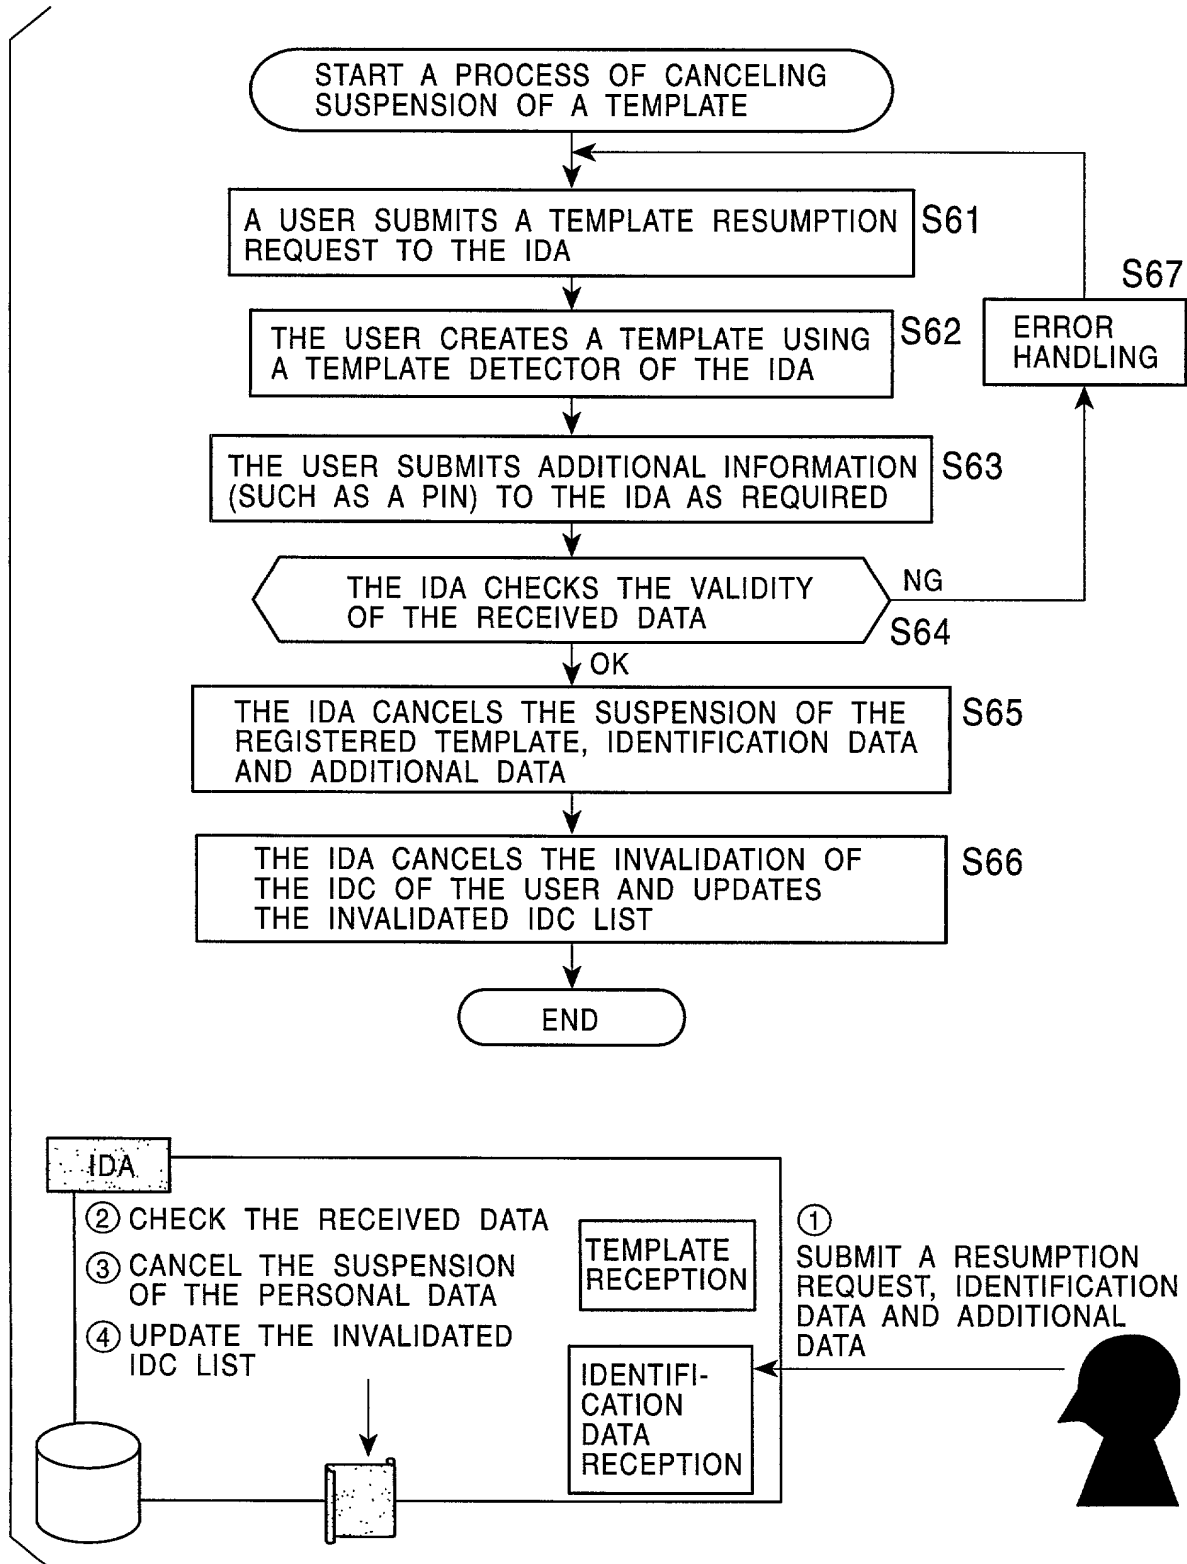 START A PROCESS OF CANCELING
SUSPENSION OF A TEMPLATE
A USER SUBMITS A TEMPLATE RESUMPTION
REQUEST TO THE IDA
S61
S67
ERROR
HANDLING
THE USER CREATES A TEMPLATE USING
A TEMPLATE DETECTOR OF THE IDA
S62
THE USER SUBMITS ADDITIONAL INFORMATION
(SUCH AS A PIN) TO THE IDA AS REQUIRED
S63
THE IDA CHECKS THE VALIDITY
OF THE RECEIVED DATA
NG
S64
OK
THE IDA CANCELS THE SUSPENSION OF THE
REGISTERED TEMPLATE, IDENTIFICATION DATA
AND ADDITIONAL DATA
S65
THE IDA CANCELS THE INVALIDATION OF
THE IDC OF THE USER AND UPDATES
THE INVALIDATED IDC LIST
S66
END
IDA
② CHECK THE RECEIVED DATA
③ CANCEL THE SUSPENSION
OF THE PERSONAL DATA
④ UPDATE THE INVALIDATED
IDC LIST
TEMPLATE
RECEPTION
IDENTIFI-
CATION
DATA
RECEPTION
①
SUBMIT A RESUMPTION
REQUEST, IDENTIFICATION
DATA AND ADDITIONAL
DATA